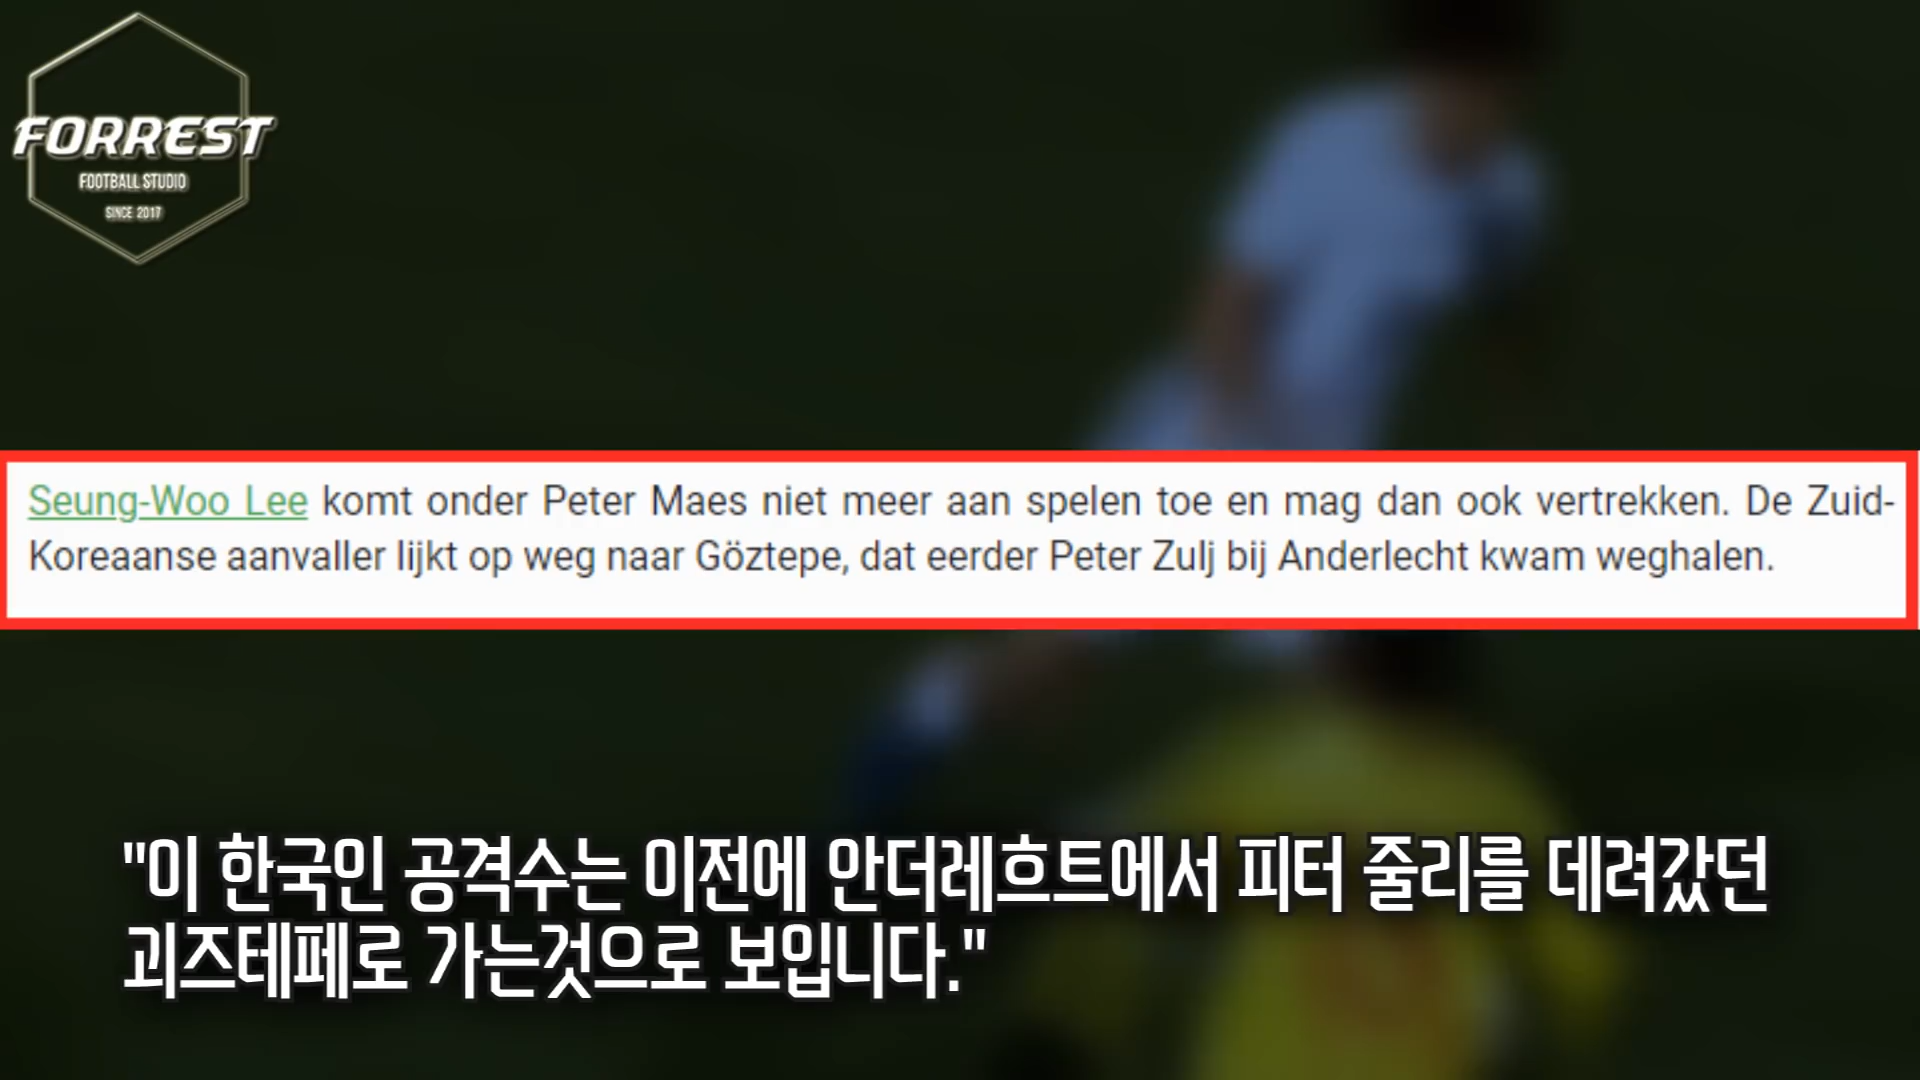 FORREST
FOOTBALL STUDIO
SINCE 2017
Seung-Woo Lee komt onder Peter Maes niet meer aan spelen toe en mag dan ook vertrekken. De Zuid-
Koreaanse aanvaller lijkt op weg naar Göztepe, dat eerder Peter Zulj bij Anderlecht kwam weghalen.
"이 한국인 공격수는 이전에 안더레흐트에서 피터 줄리를 데려갔던
괴즈테페로 가는것으로 보입니다."